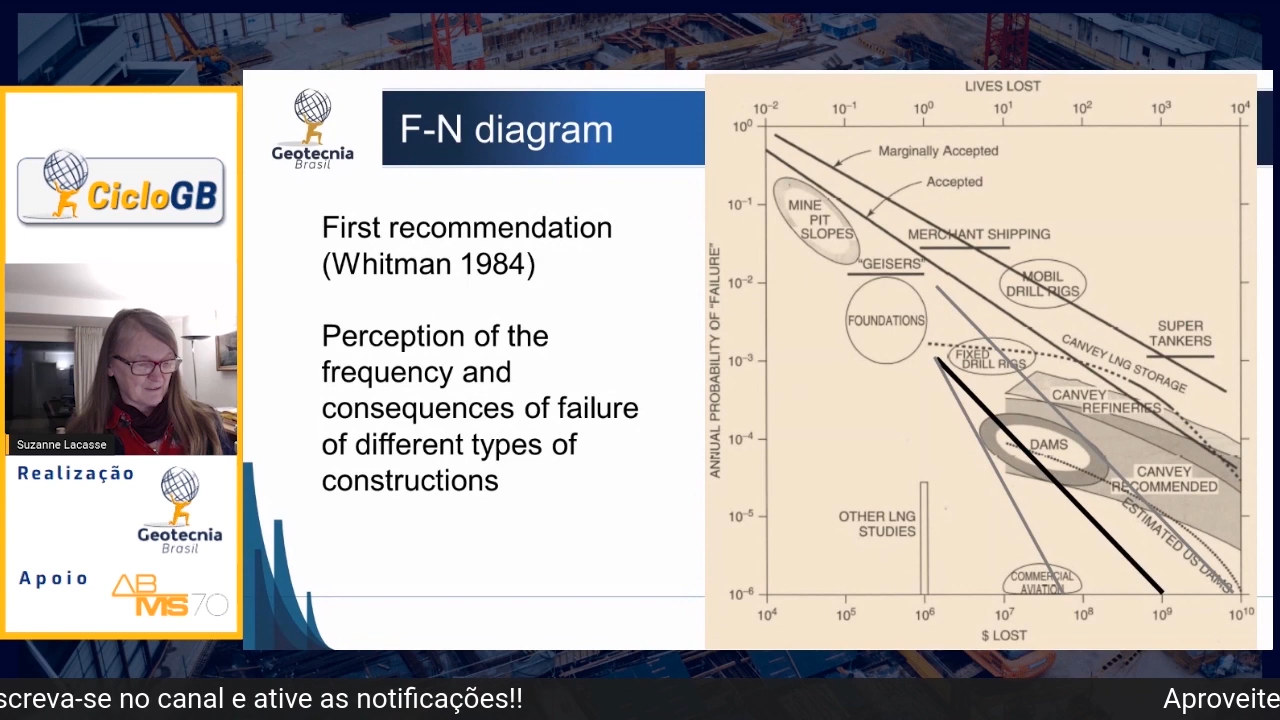 CicloGB
Suzanne Lacasse
Realização
Geotecnia
Brasil
Apoio
ABMS70
Geotecnia
Brasil
F-N diagram
First recommendation
(Whitman 1984)
Perception of the
frequency and
consequences of failure
of different types of
constructions
LIVES LOST
10⁻² 10⁻¹ 10⁰ 10¹ 10² 10³ 10⁴
ANNUAL PROBABILITY OF "FAILURE"
10⁰
10⁻¹
10⁻²
10⁻³
10⁻⁴
10⁻⁵
10⁻⁶
Marginally Accepted
Accepted
MINE
PIT
SLOPES
MERCHANT SHIPPING
"GEISERS"
MOBIL
DRILL RIGS
FOUNDATIONS
SUPER
TANKERS
FIXED
DRILL RIGS
CANVEY LNG STORAGE
CANVEY
REFINERIES
DAMS
CANVEY
RECOMMENDED
OTHER LNG
STUDIES
ESTIMATED US DAMS
COMMERCIAL
AVIATION
10⁴ 10⁵ 10⁶ 10⁷ 10⁸ 10⁹ 10¹⁰
$ LOST
screva-se no canal e ative as notificações!!
Aproveite